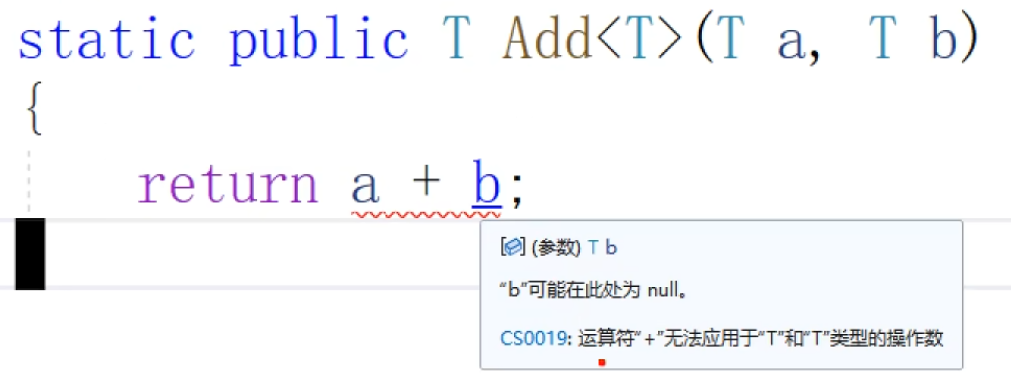 static public T Add<T>(T a, T b)
{
return a + b;
(参数) T b
“b”可能在此处为 null。
CS0019: 运算符“+”无法应用于“T”和“T”类型的操作数